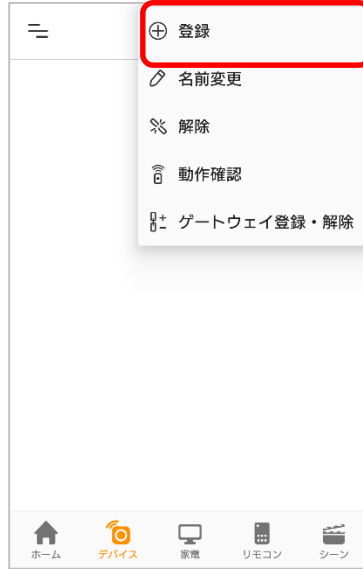 登録
名前変更
解除
動作確認
ゲートウェイ登録・解除
ホーム デバイス 家電 リモコン シーン